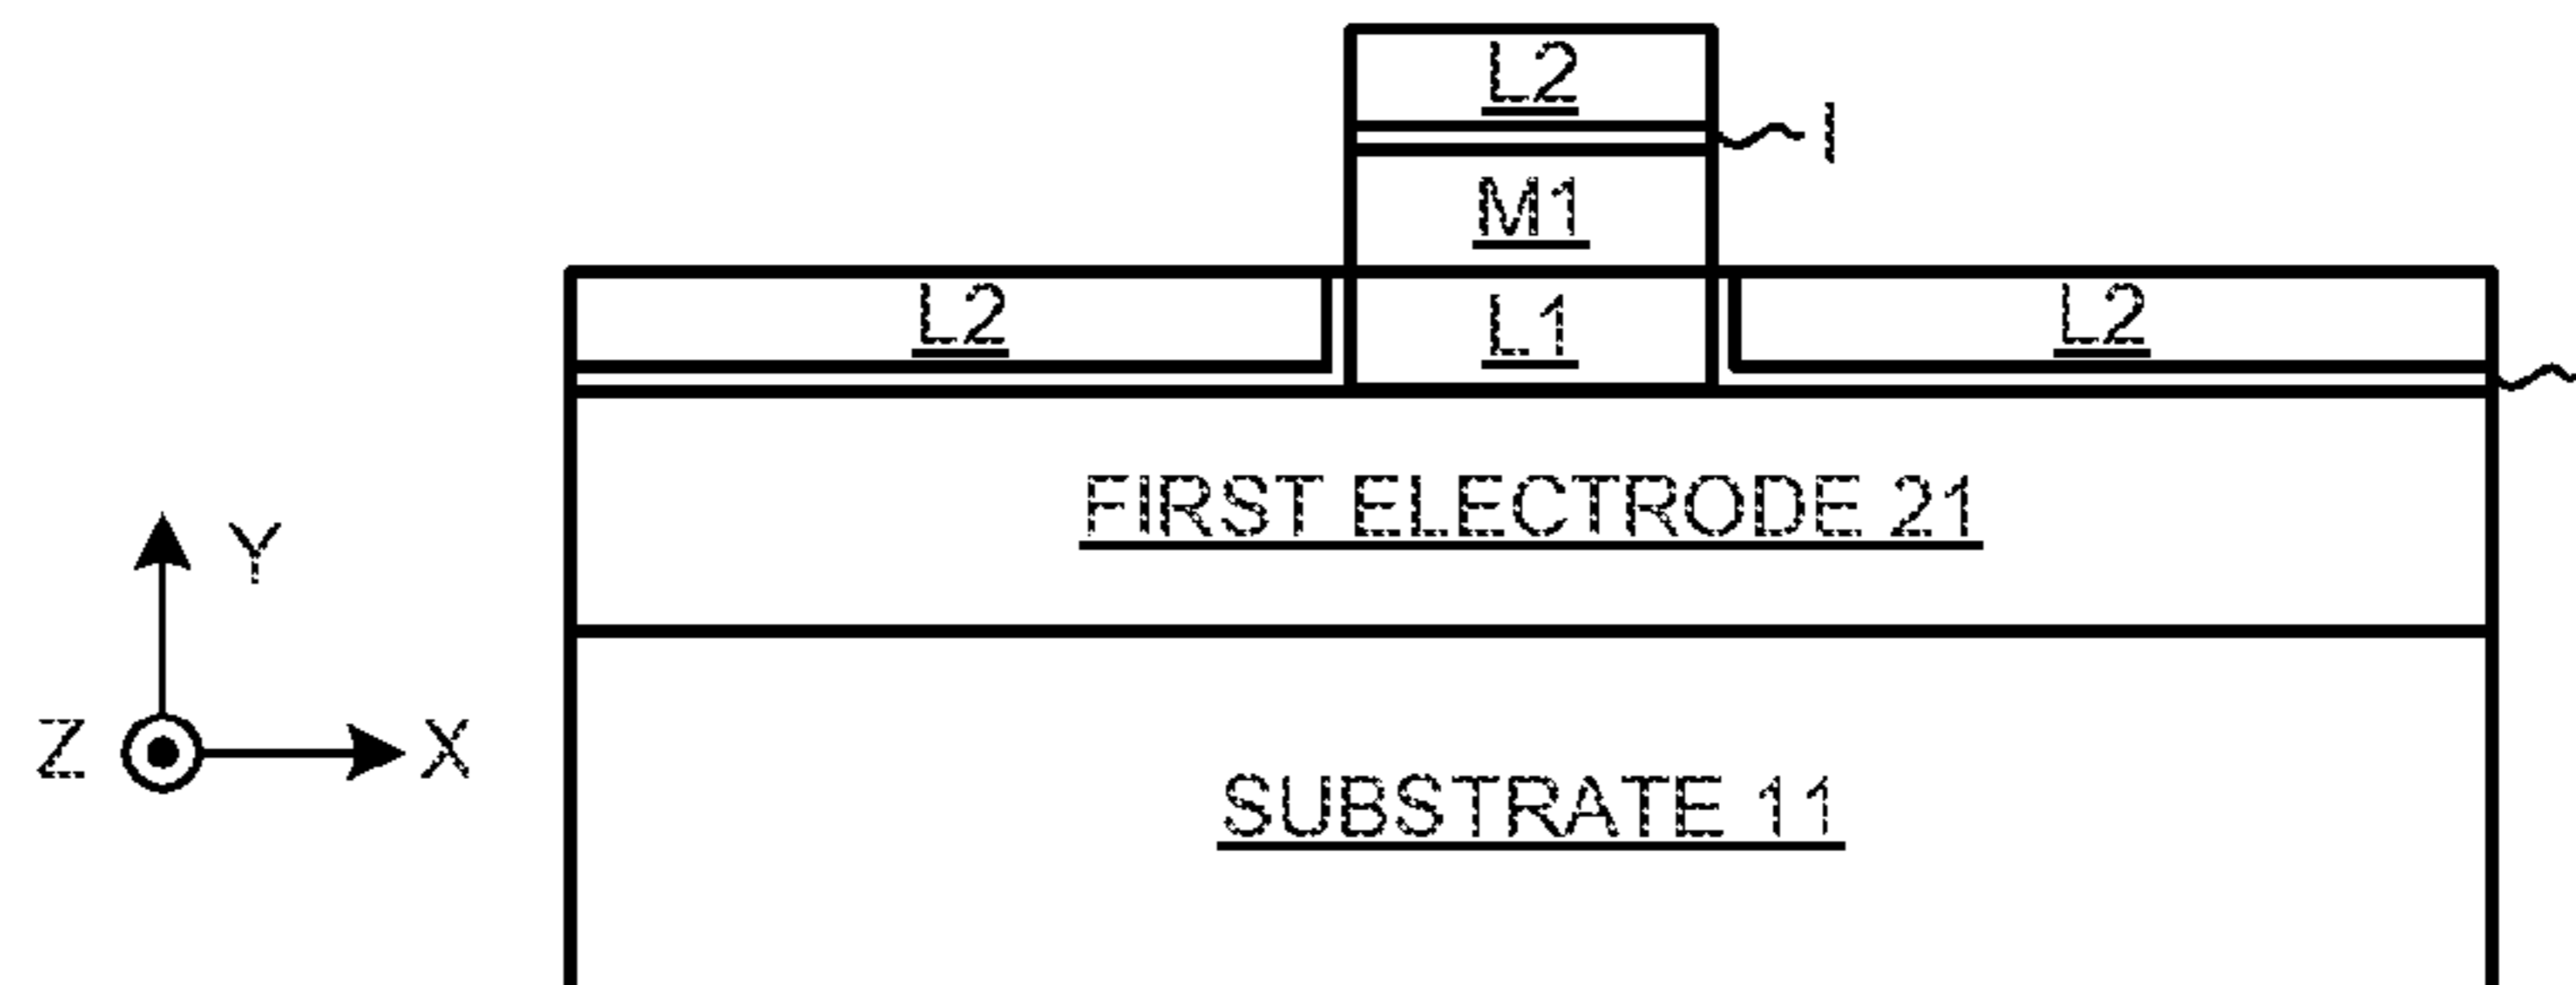 L2
I
M1
L2 L1 L2
FIRST ELECTRODE 21
Y
Z X
SUBSTRATE 11